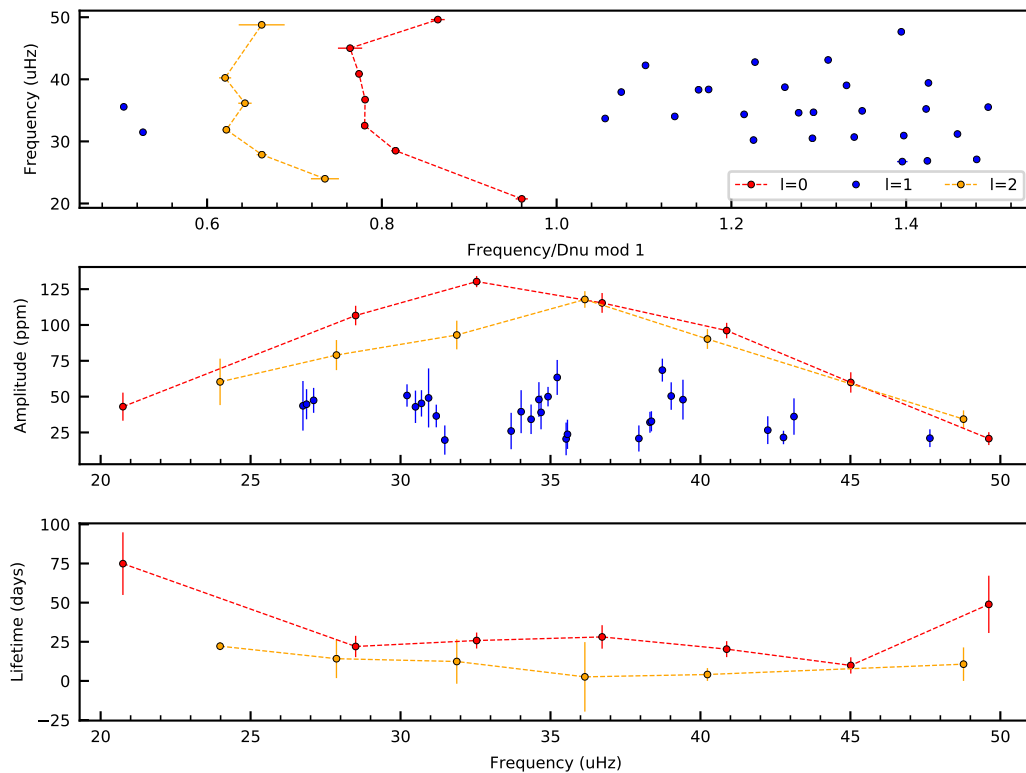 50
40
30
20
Frequency (uHz)
l=0 l=1 l=2
0.6 0.8 1.0 1.2 1.4
Frequency/Dnu mod 1
125
100
75
50
25
Amplitude (ppm)
20 25 30 35 40 45 50
100
75
50
25
0
−25
Lifetime (days)
20 25 30 35 40 45 50
Frequency (uHz)